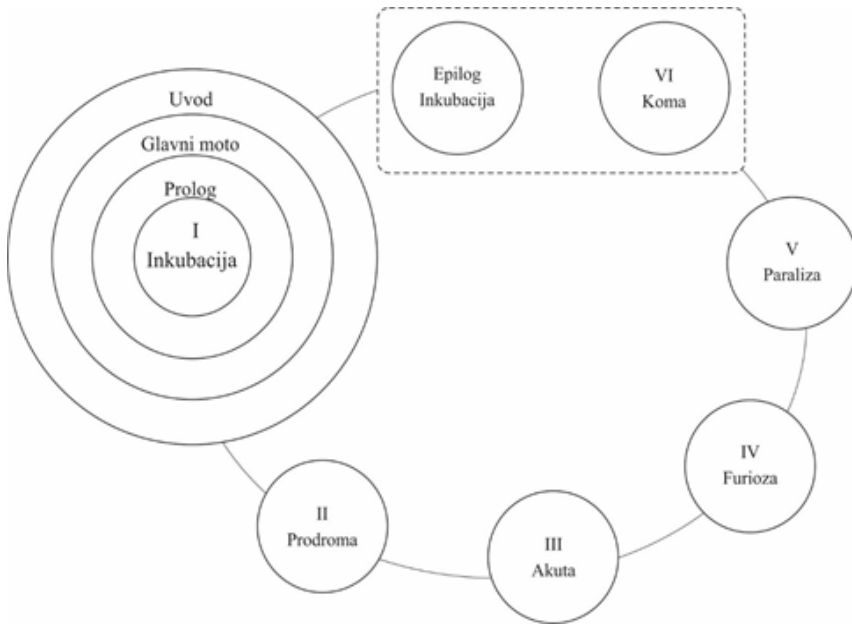 Uvod
Glavni moto
Prolog
I
Inkubacija
II
Prodroma
III
Akuta
IV
Furioza
V
Paraliza
VI
Koma
Epilog
Inkubacija